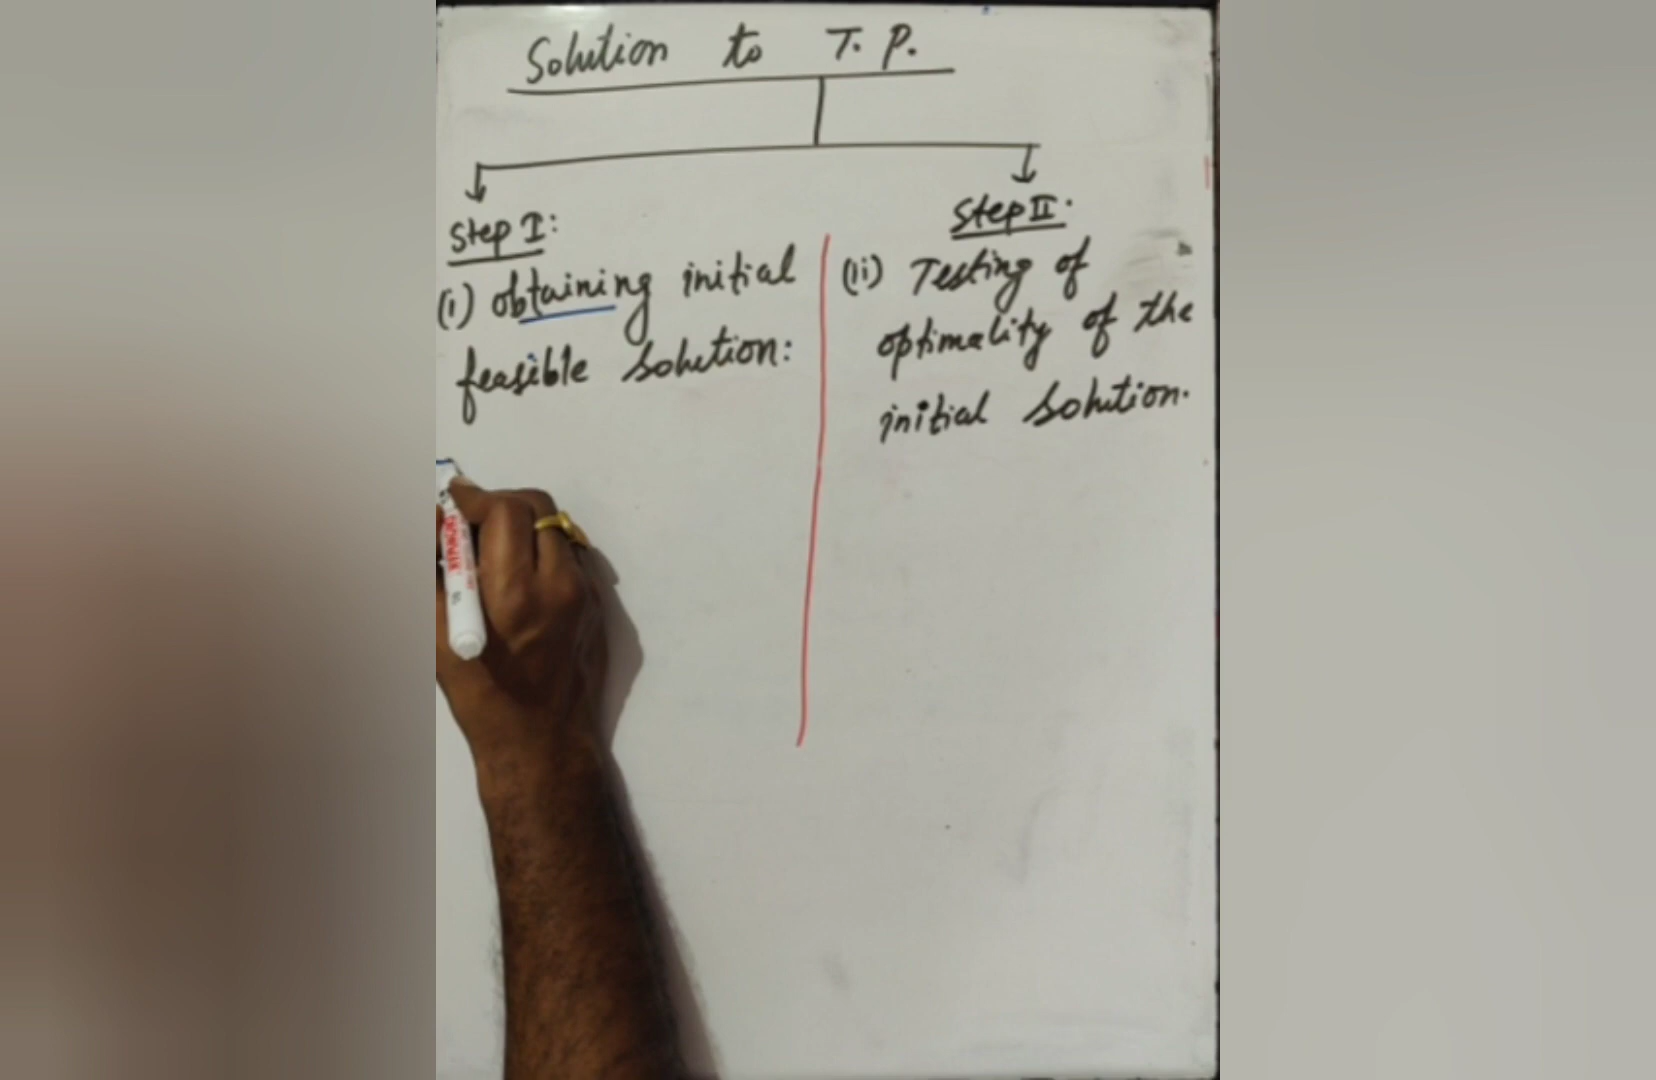 Solution to T. P.
Step I:
(i) obtaining initial
feasible solution:
Step II.
(ii) Testing of
optimality of the
initial solution.